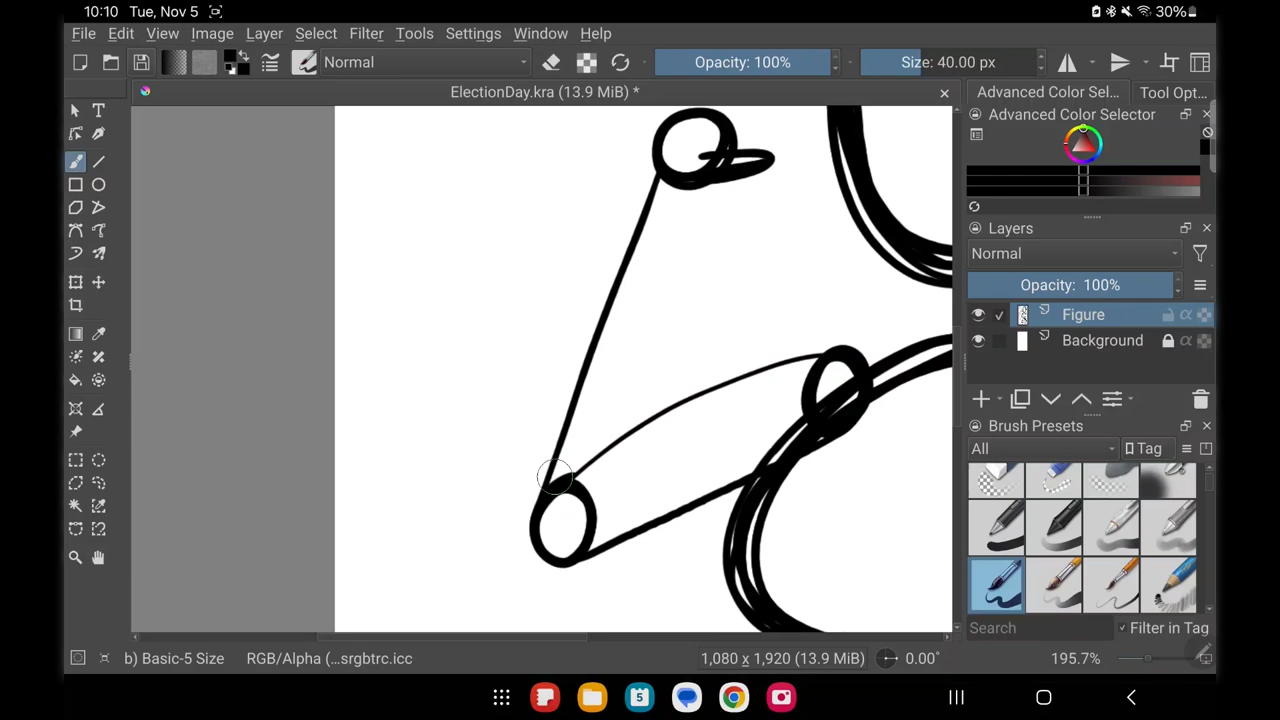 10:10 Tue, Nov 5
30%
File Edit View Image Layer Select Filter Tools Settings Window Help
Normal
Opacity: 100%
Size: 40.00 px
ElectionDay.kra (13.9 MiB) *
Advanced Color Sel...
Tool Opt...
Advanced Color Selector
Layers
Normal
Opacity: 100%
Figure
Background
Brush Presets
All
Tag
Search
Filter in Tag
b) Basic-5 Size
RGB/Alpha (...srgbtrc.icc
1,080 x 1,920 (13.9 MiB)
0.00°
195.7%
5